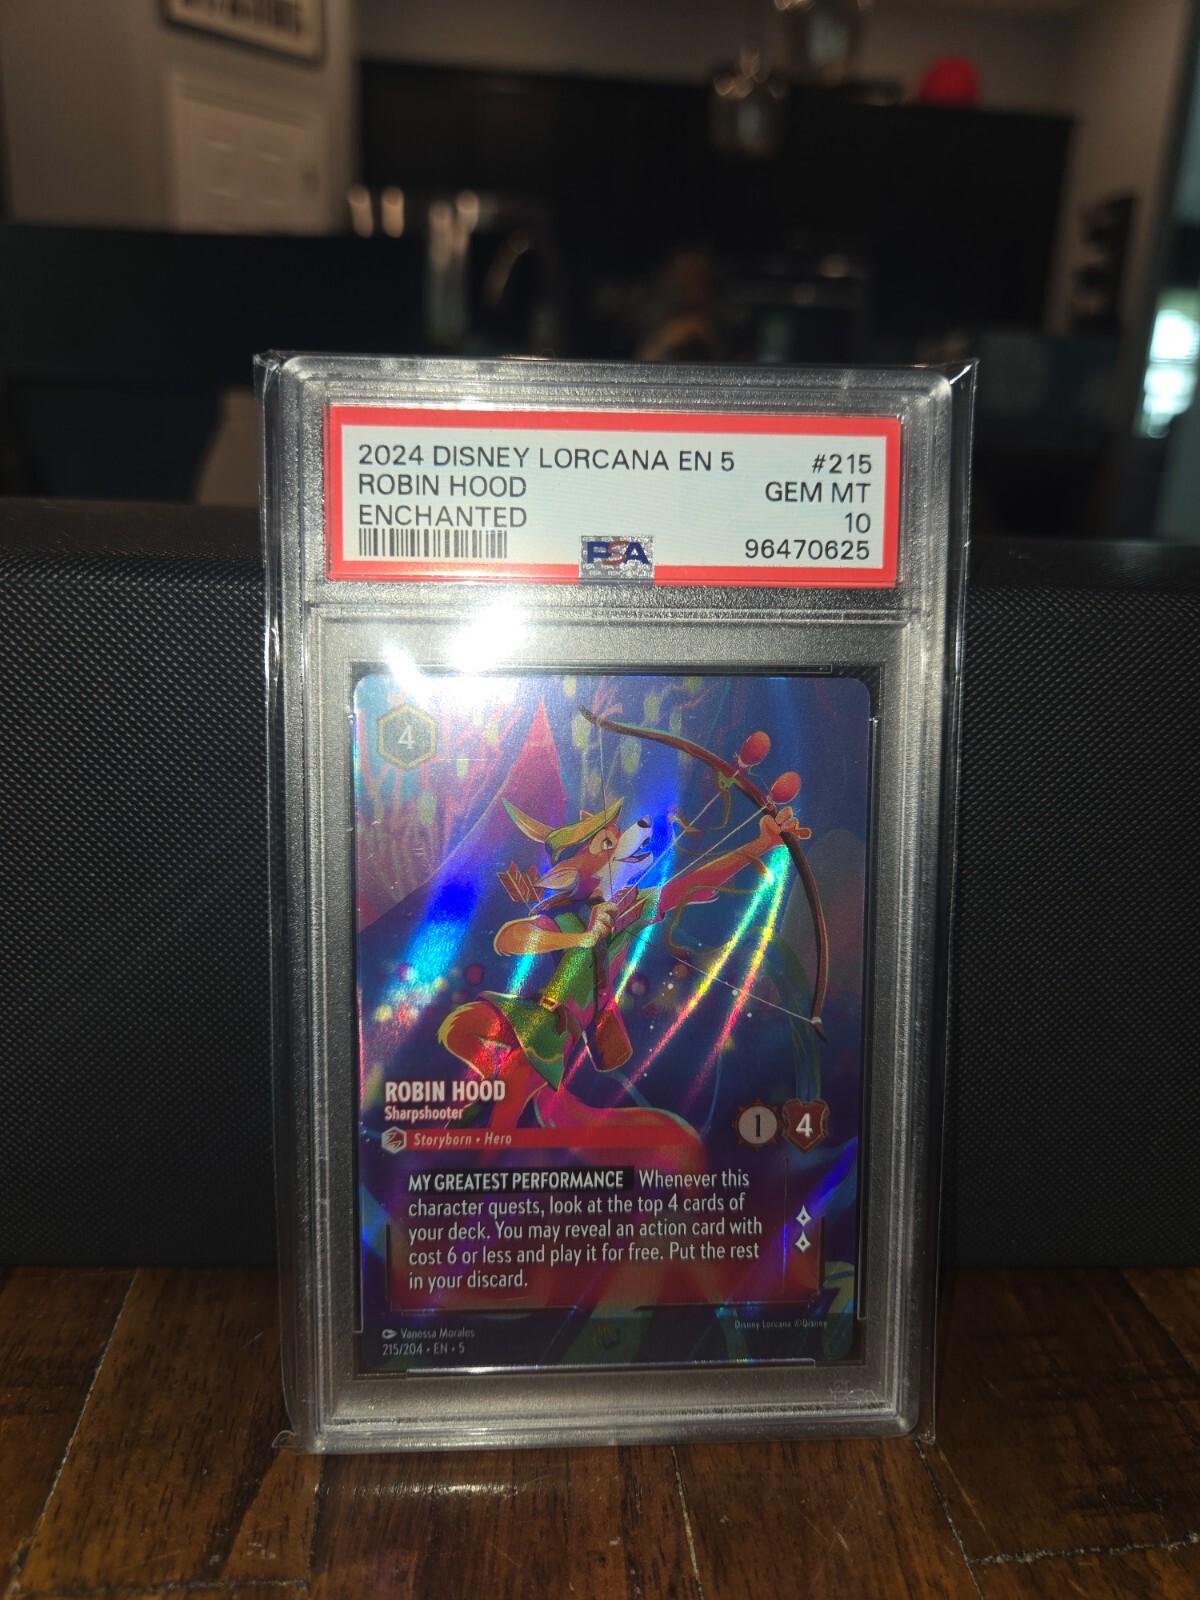 2024 DISNEY LORCANA EN 5 #215
ROBIN HOOD GEM MT
ENCHANTED 10
PSA 96470625
4
ROBIN HOOD
Sharpshooter
1 4
Storyborn • Hero
MY GREATEST PERFORMANCE Whenever this
character quests, look at the top 4 cards of
your deck. You may reveal an action card with
cost 6 or less and play it for free. Put the rest
in your discard.
Vanessa Morales Disney Lorcana ©Disney
215/204 • EN • 5